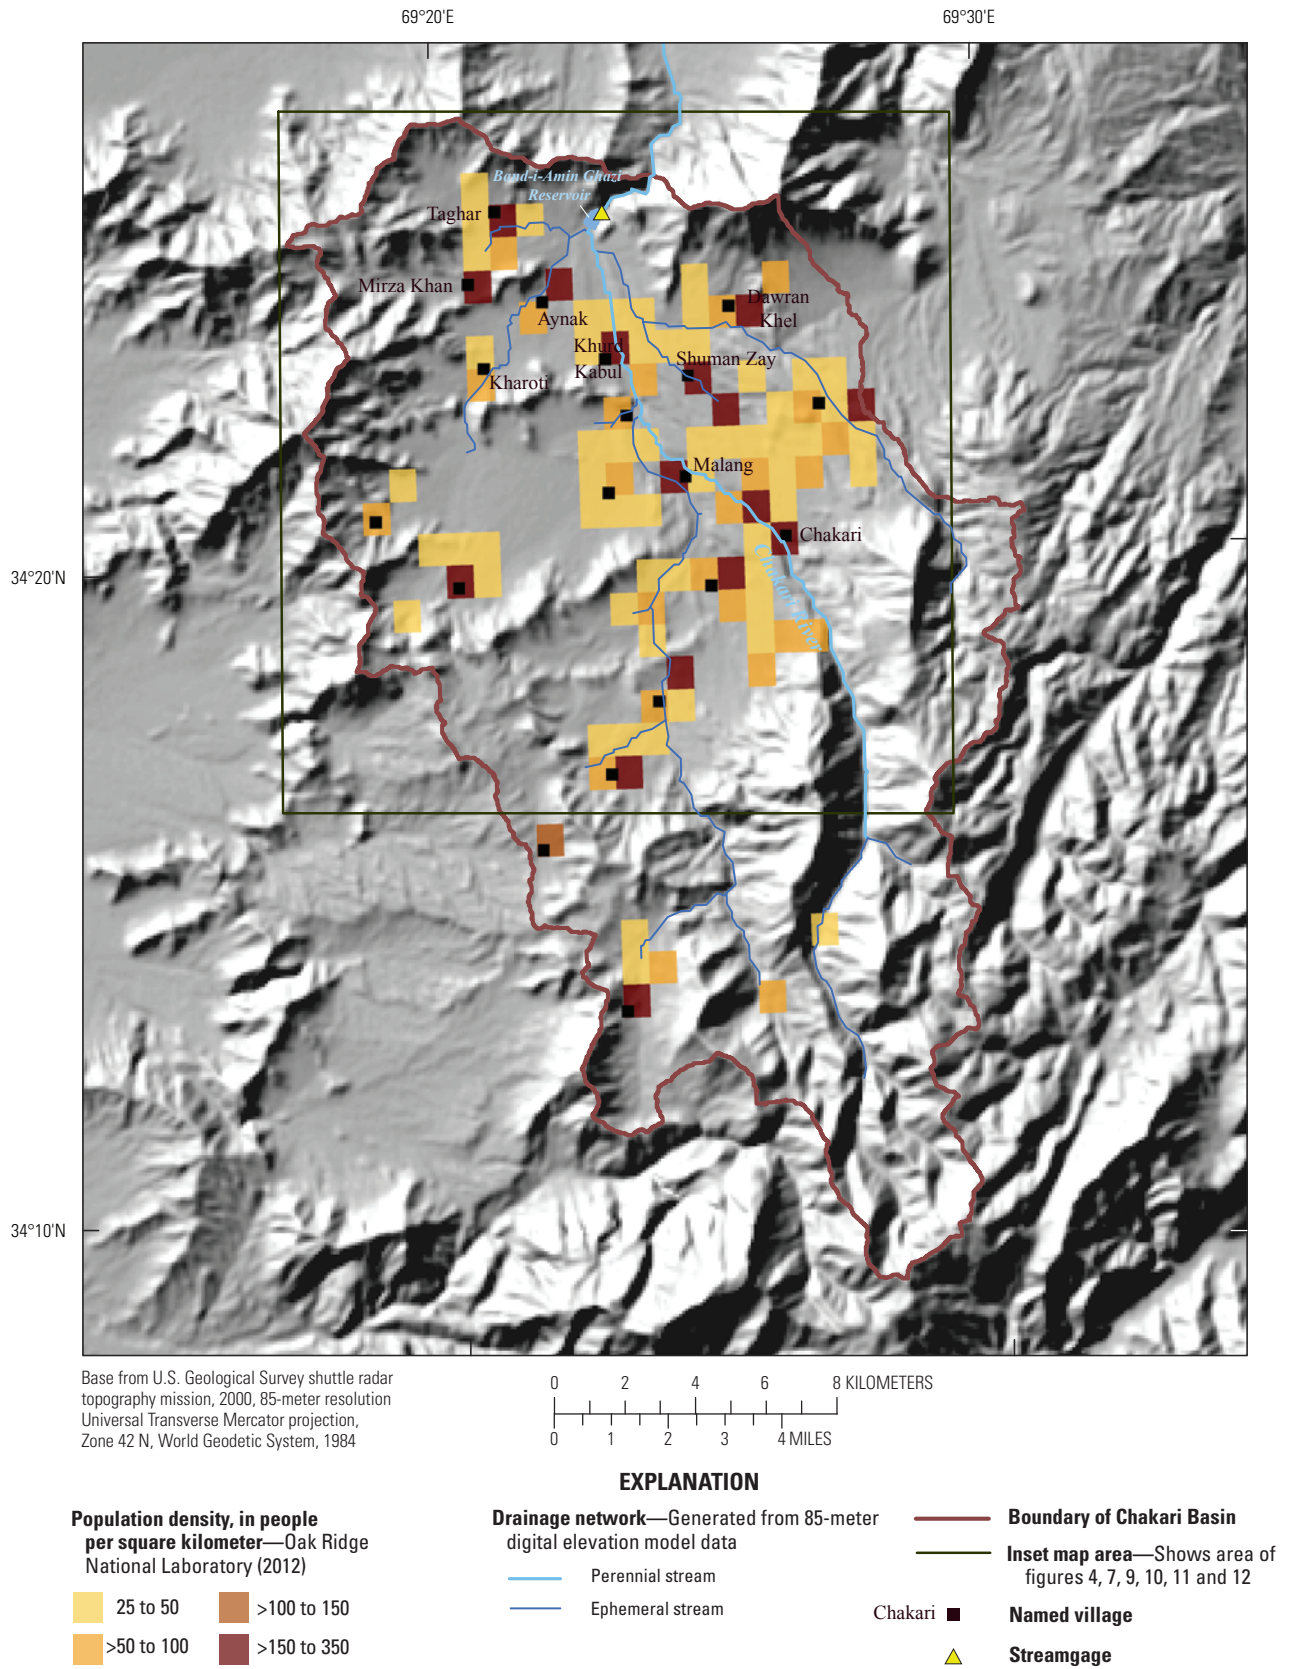 69°20'E
69°30'E
Band-i-Amin Ghazi
Reservoir
Taghar
Mirza Khan
Aynak
Dawran
Khel
Khurd
Kabul
Shuman Zay
Kharoti
Malang
Chakari
Chakari River
34°20'N
34°10'N
Base from U.S. Geological Survey shuttle radar
topography mission, 2000, 85-meter resolution
Universal Transverse Mercator projection,
Zone 42 N, World Geodetic System, 1984
0 2 4 6 8 KILOMETERS
0 1 2 3 4 MILES
EXPLANATION
Population density, in people
per square kilometer—Oak Ridge
National Laboratory (2012)
25 to 50
>50 to 100
>100 to 150
>150 to 350
Drainage network—Generated from 85-meter
digital elevation model data
Perennial stream
Ephemeral stream
Boundary of Chakari Basin
Inset map area—Shows area of
figures 4, 7, 9, 10, 11 and 12
Chakari Named village
Streamgage